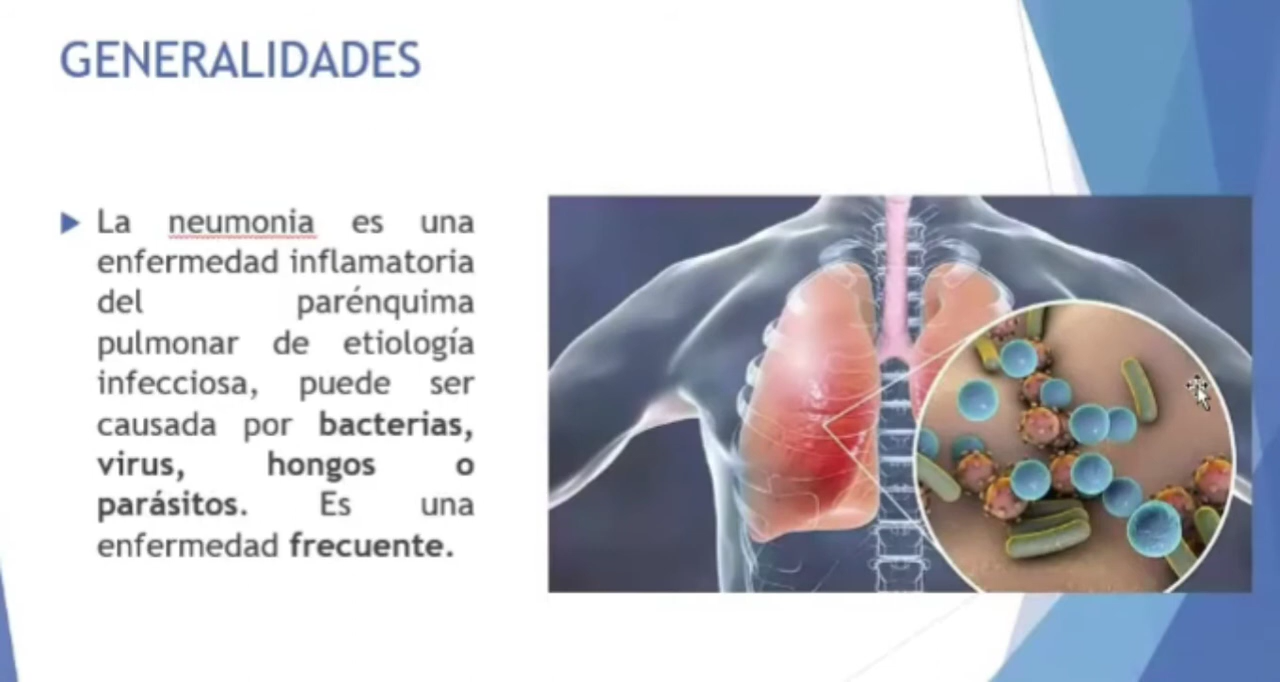 GENERALIDADES
La neumonia es una
enfermedad inflamatoria
del parénquima
pulmonar de etiología
infecciosa, puede ser
causada por bacterias,
virus, hongos o
parásitos. Es una
enfermedad frecuente.